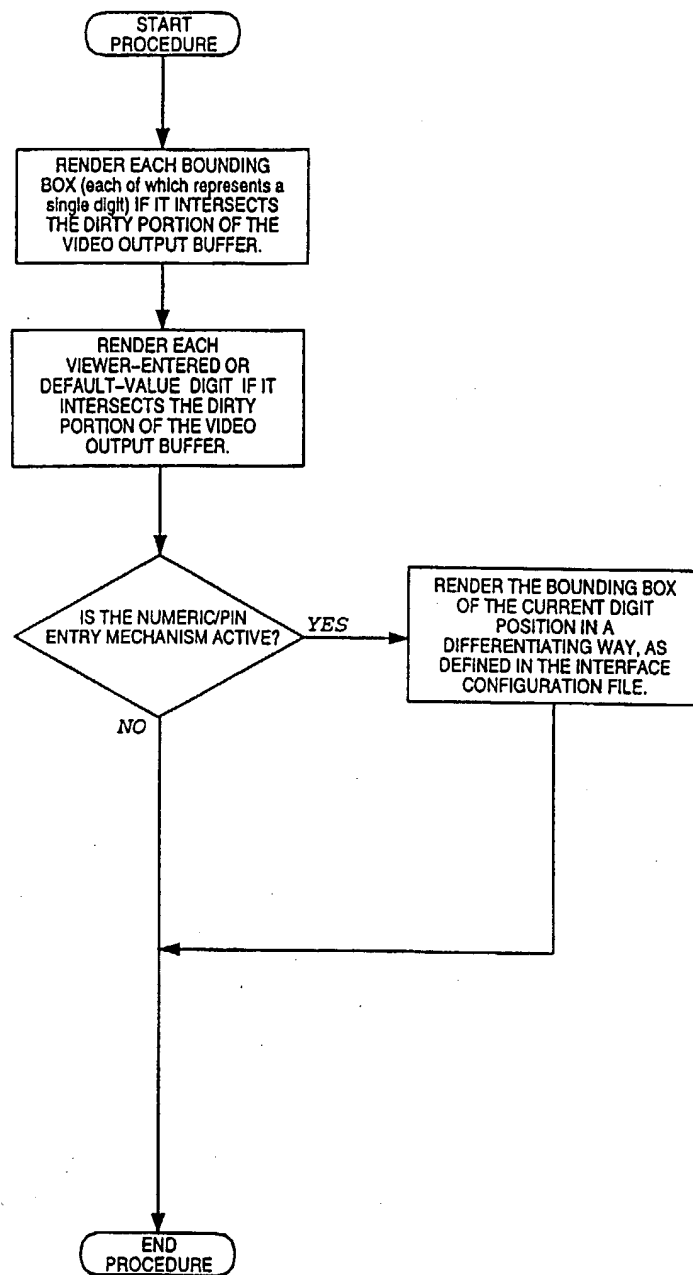 START
PROCEDURE
RENDER EACH BOUNDING
BOX (each of which represents a
single digit) IF IT INTERSECTS
THE DIRTY PORTION OF THE
VIDEO OUTPUT BUFFER.
RENDER EACH
VIEWER-ENTERED OR
DEFAULT-VALUE DIGIT IF IT
INTERSECTS THE DIRTY
PORTION OF THE VIDEO
OUTPUT BUFFER.
IS THE NUMERIC/PIN
ENTRY MECHANISM ACTIVE?
YES
RENDER THE BOUNDING BOX
OF THE CURRENT DIGIT
POSITION IN A
DIFFERENTIATING WAY, AS
DEFINED IN THE INTERFACE
CONFIGURATION FILE.
NO
END
PROCEDURE